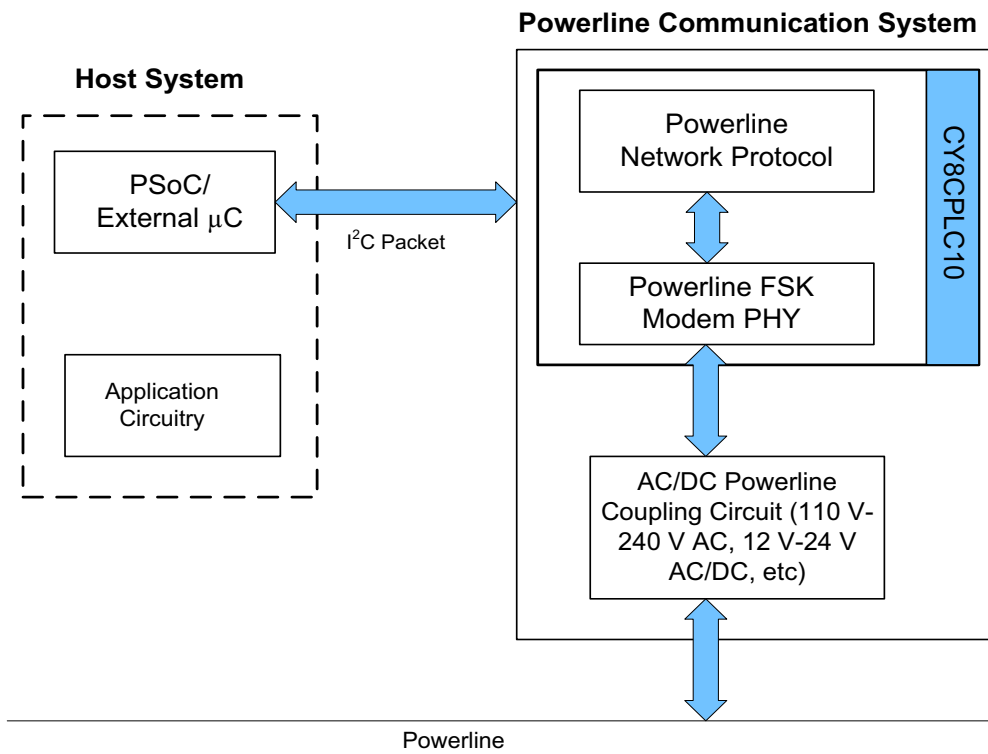 Powerline Communication System
Host System
PSoC/
External μC
I²C Packet
Application
Circuitry
Powerline
Network Protocol
Powerline FSK
Modem PHY
CY8CPLC10
AC/DC Powerline
Coupling Circuit (110 V-
240 V AC, 12 V-24 V
AC/DC, etc)
Powerline